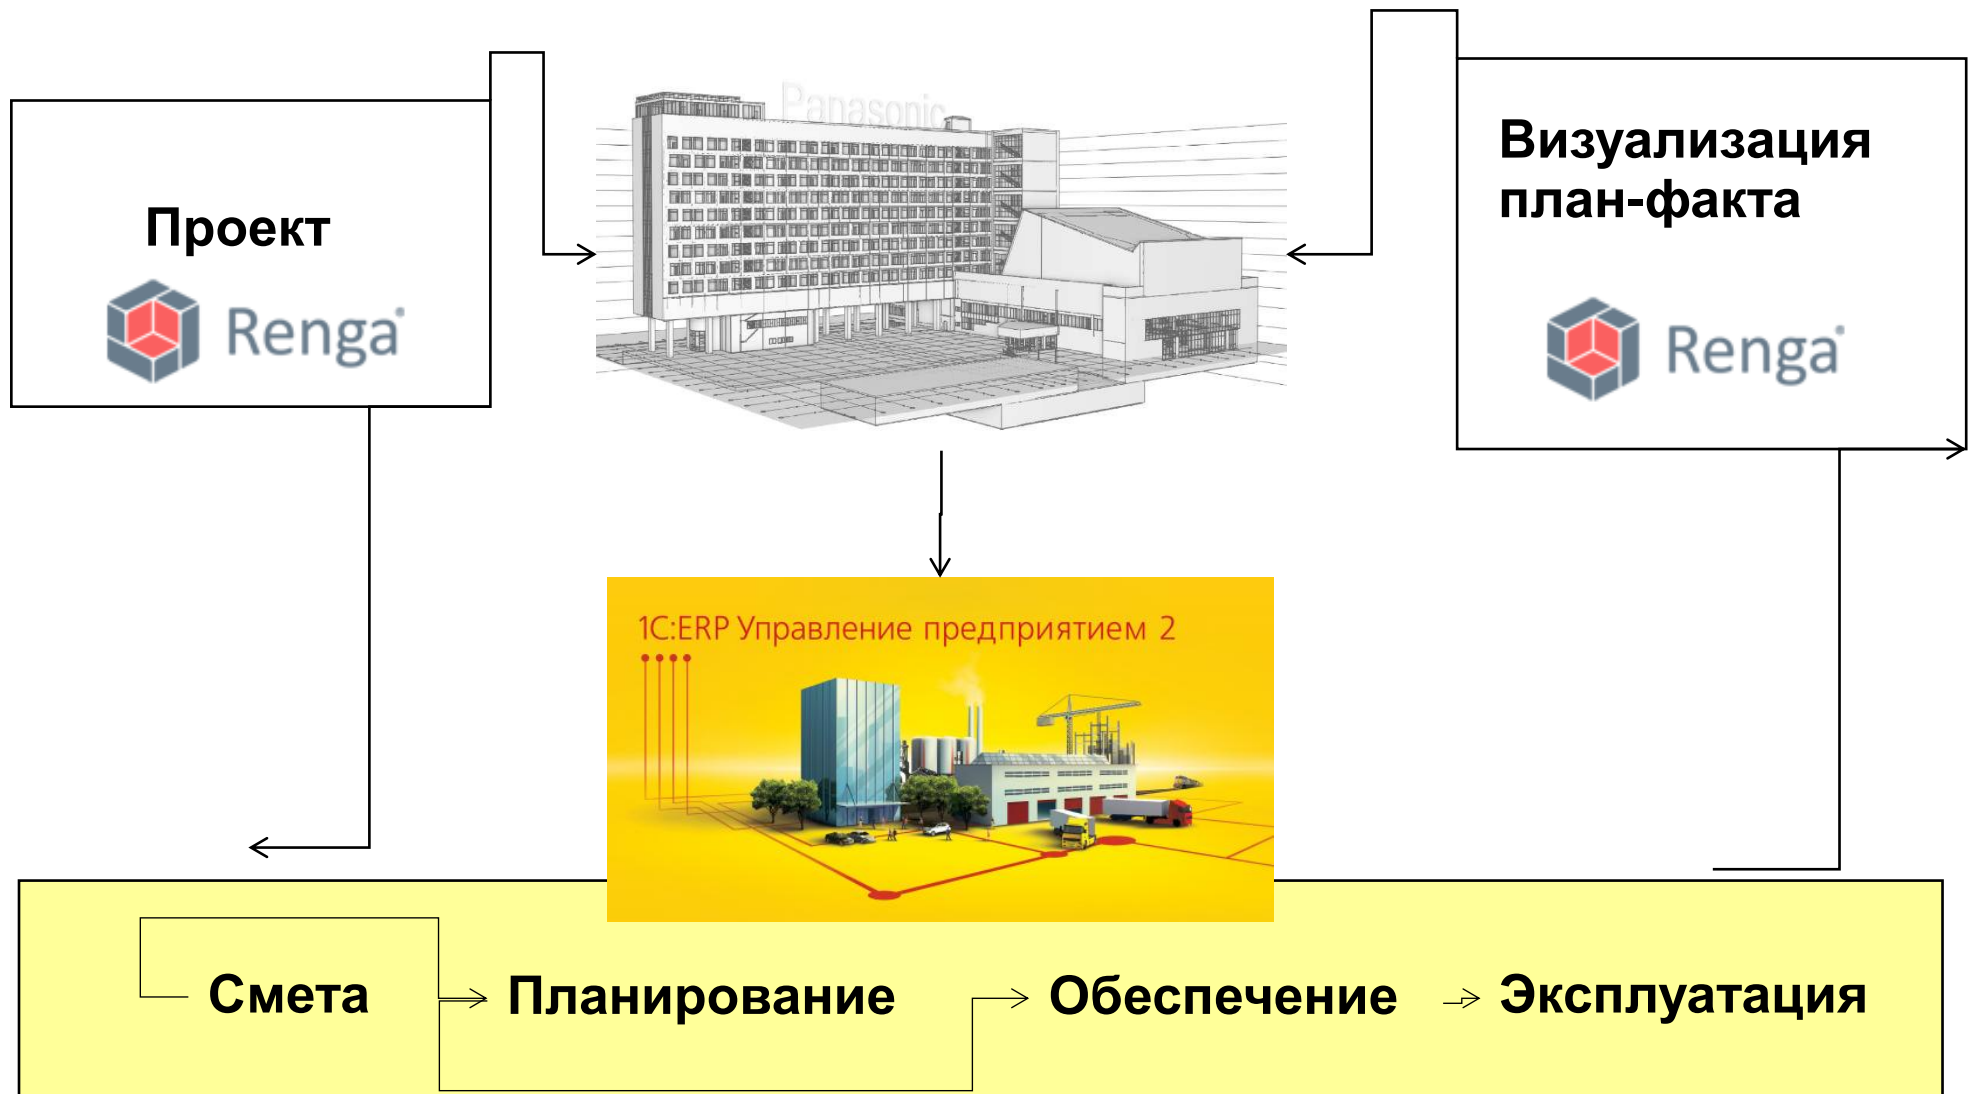 Panasonic
Проект
Renga
Визуализация
план-факта
Renga
1С:ERP Управление предприятием 2
Смета
Планирование
Обеспечение
Эксплуатация